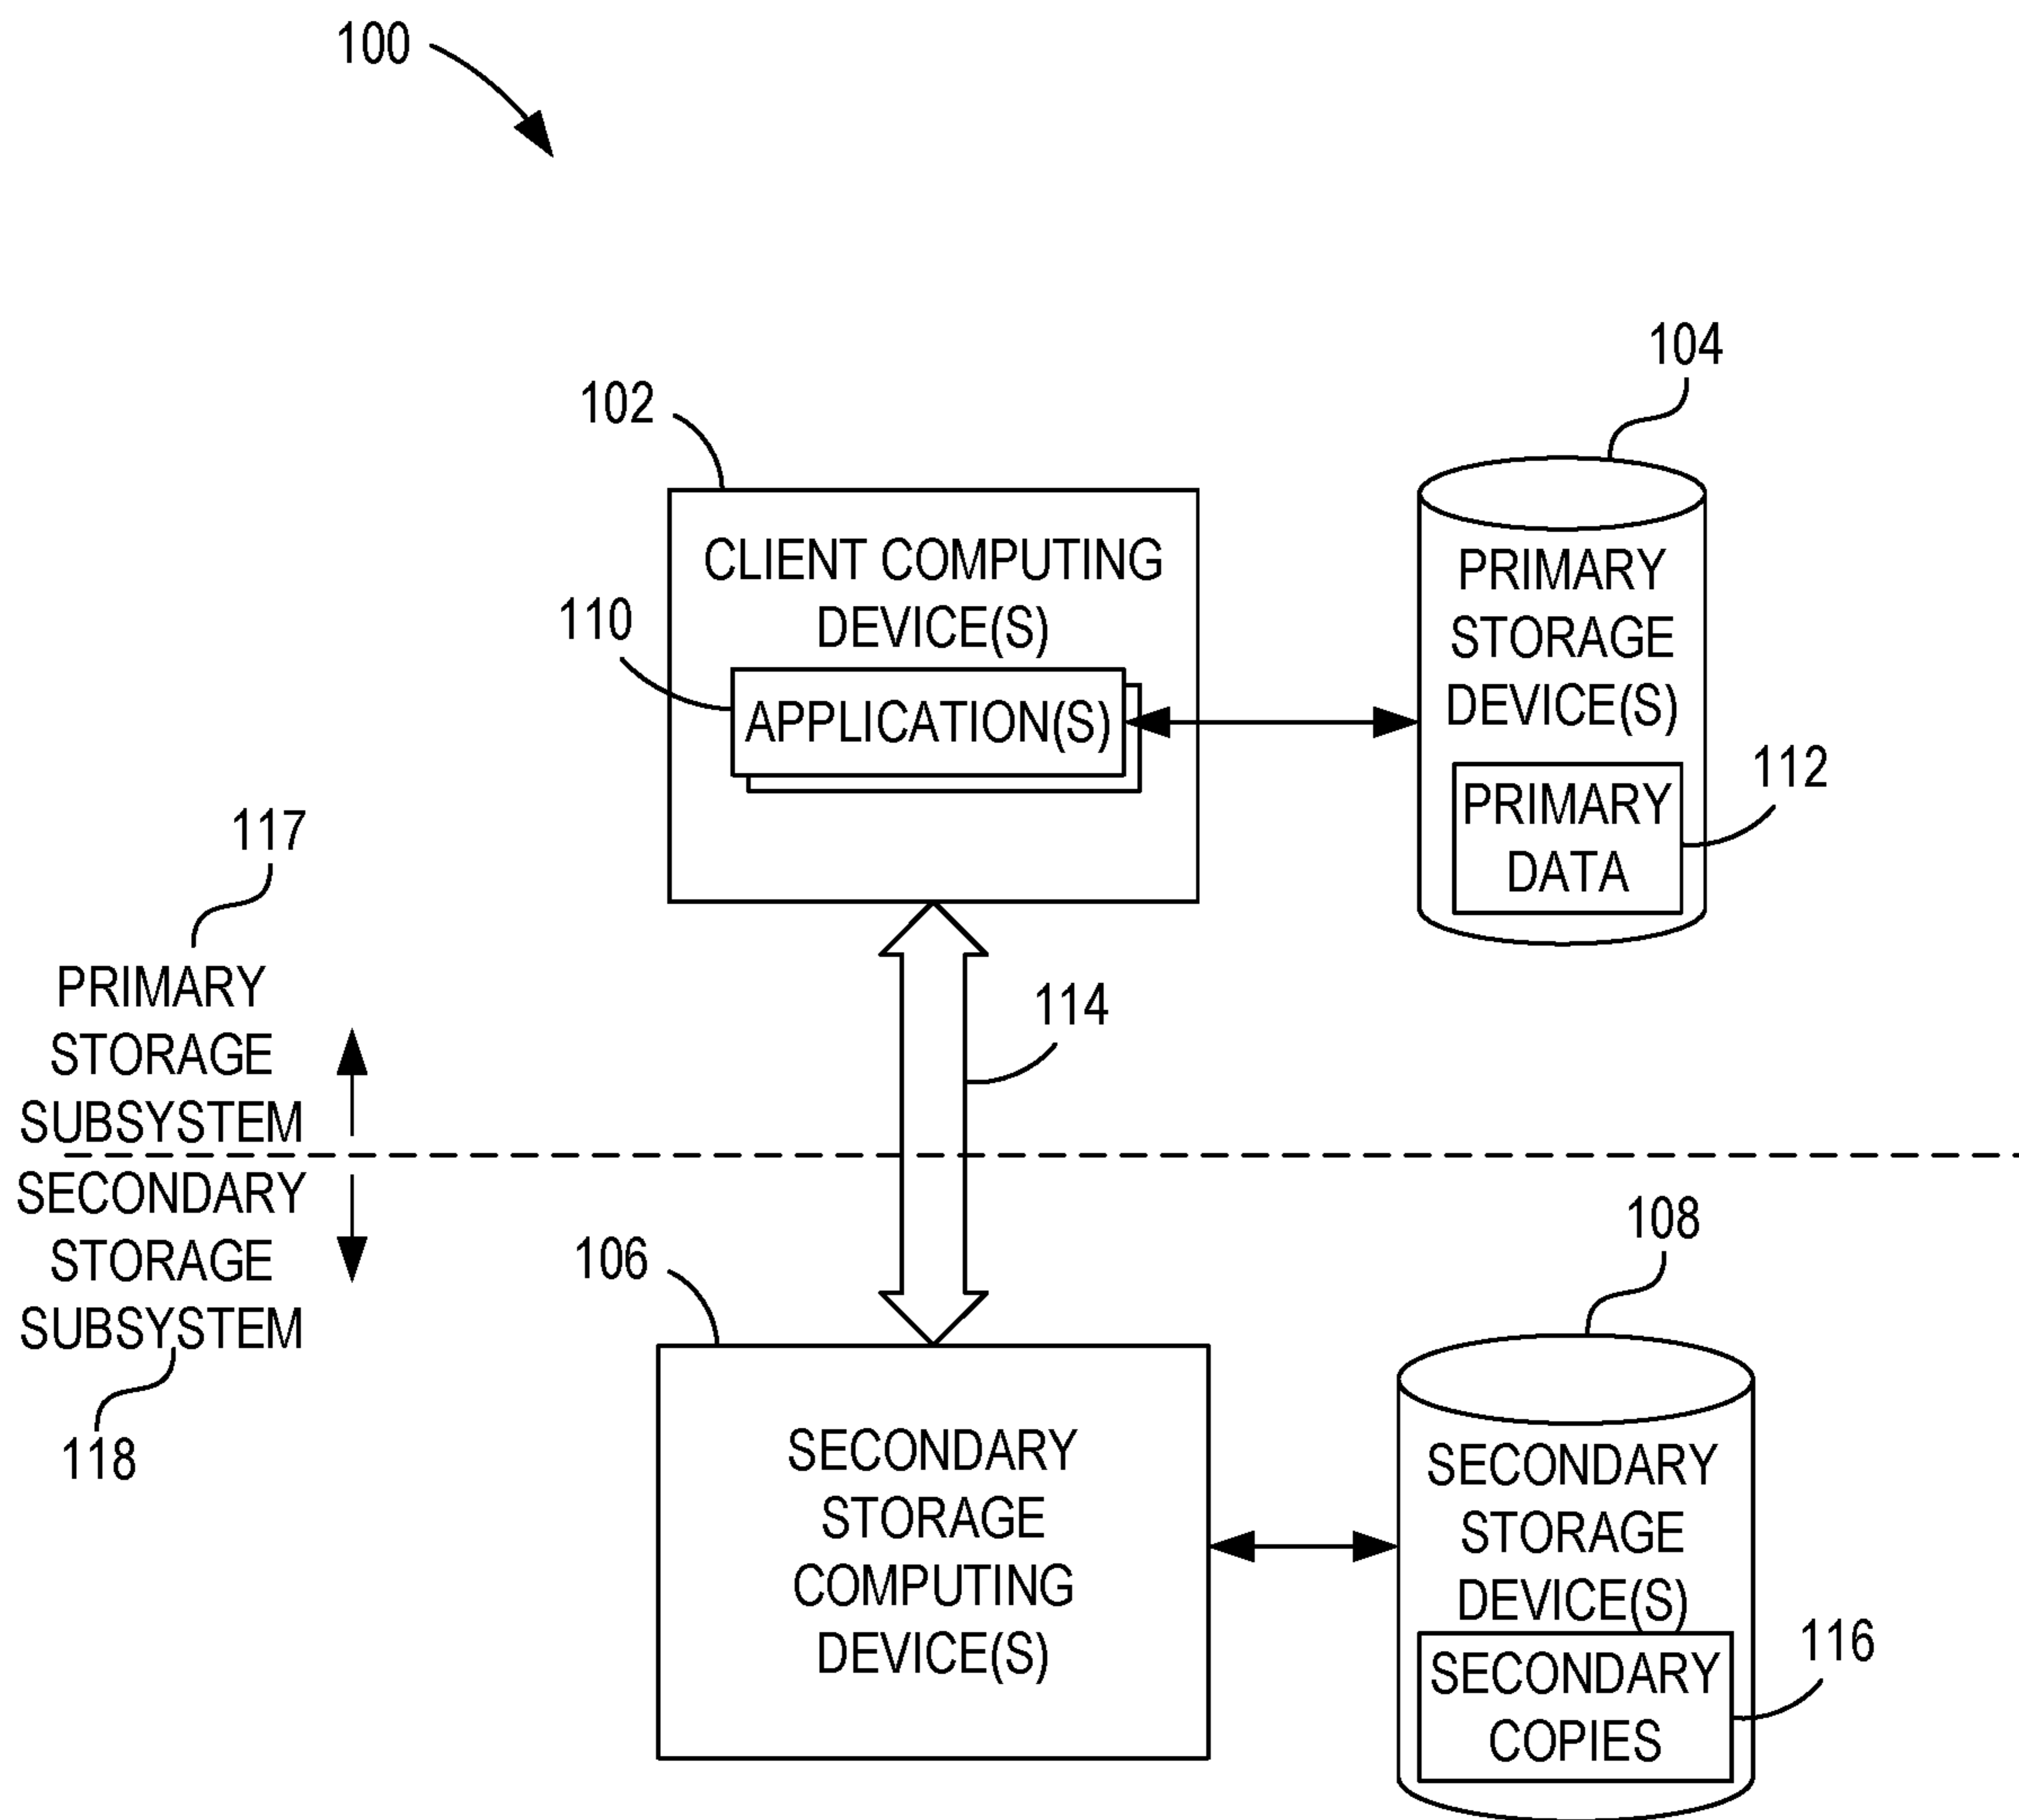 100
104
102
CLIENT COMPUTING
DEVICE(S)
110
APPLICATION(S)
PRIMARY
STORAGE
DEVICE(S)
112
PRIMARY
DATA
117
PRIMARY
STORAGE
SUBSYSTEM
114
SECONDARY
STORAGE
SUBSYSTEM
118
106
108
SECONDARY
STORAGE
COMPUTING
DEVICE(S)
SECONDARY
STORAGE
DEVICE(S)
116
SECONDARY
COPIES